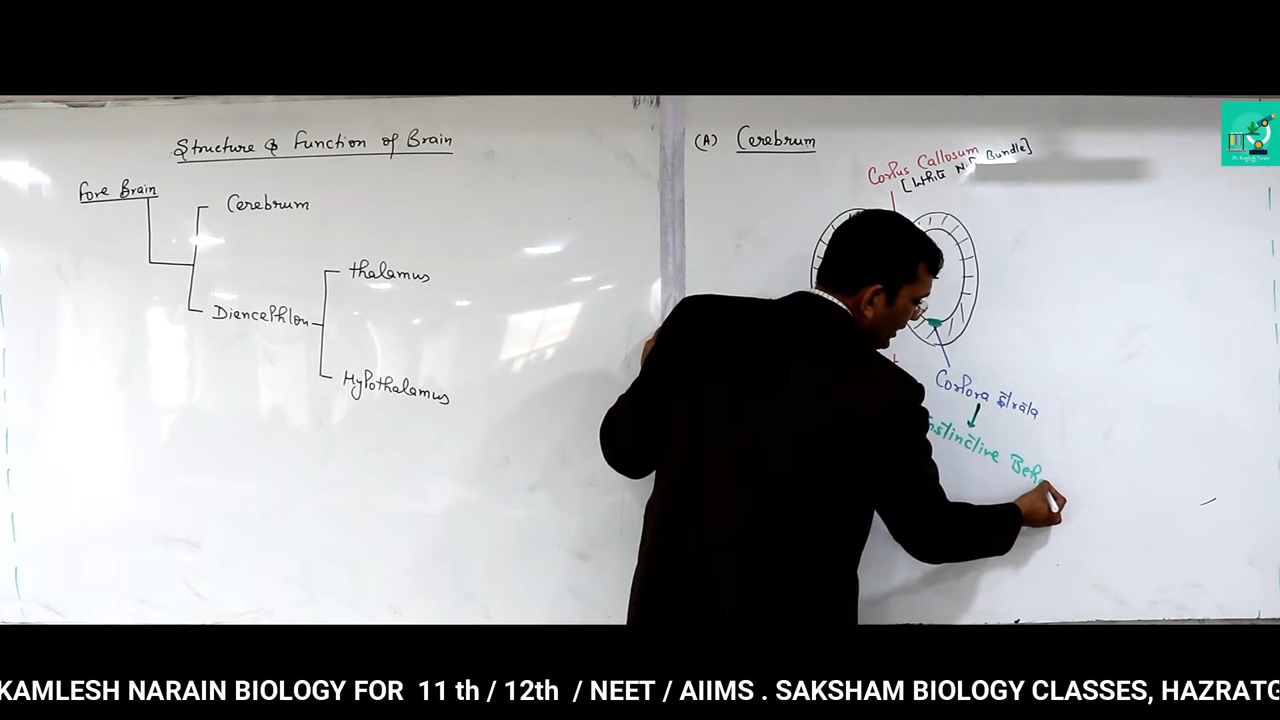 Structure & Function of Brain
Fore Brain
Cerebrum
Diencephlon
thalamus
Hypothalamus
(A) Cerebrum
Corpus Callosum
[White N.F Bundle]
Corpora Striata
Instinctive Beh
KAMLESH NARAIN BIOLOGY FOR 11 th / 12th / NEET / AIIMS . SAKSHAM BIOLOGY CLASSES, HAZRATG